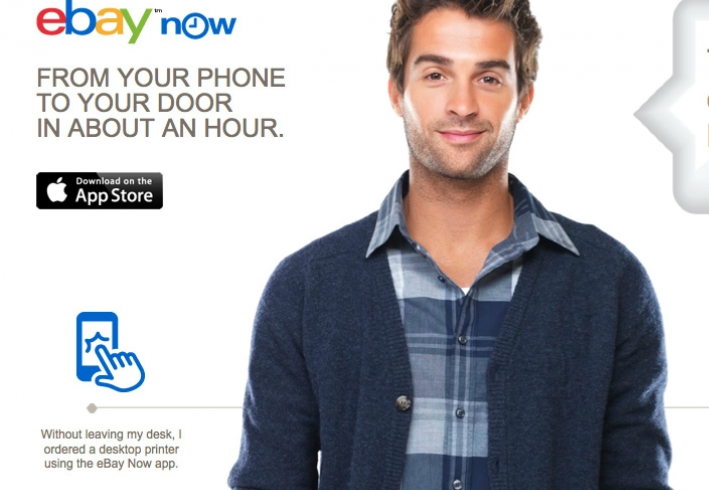 ebay™ now
FROM YOUR PHONE
TO YOUR DOOR
IN ABOUT AN HOUR.
Download on the
App Store
Without leaving my desk, I
ordered a desktop printer
using the eBay Now app.